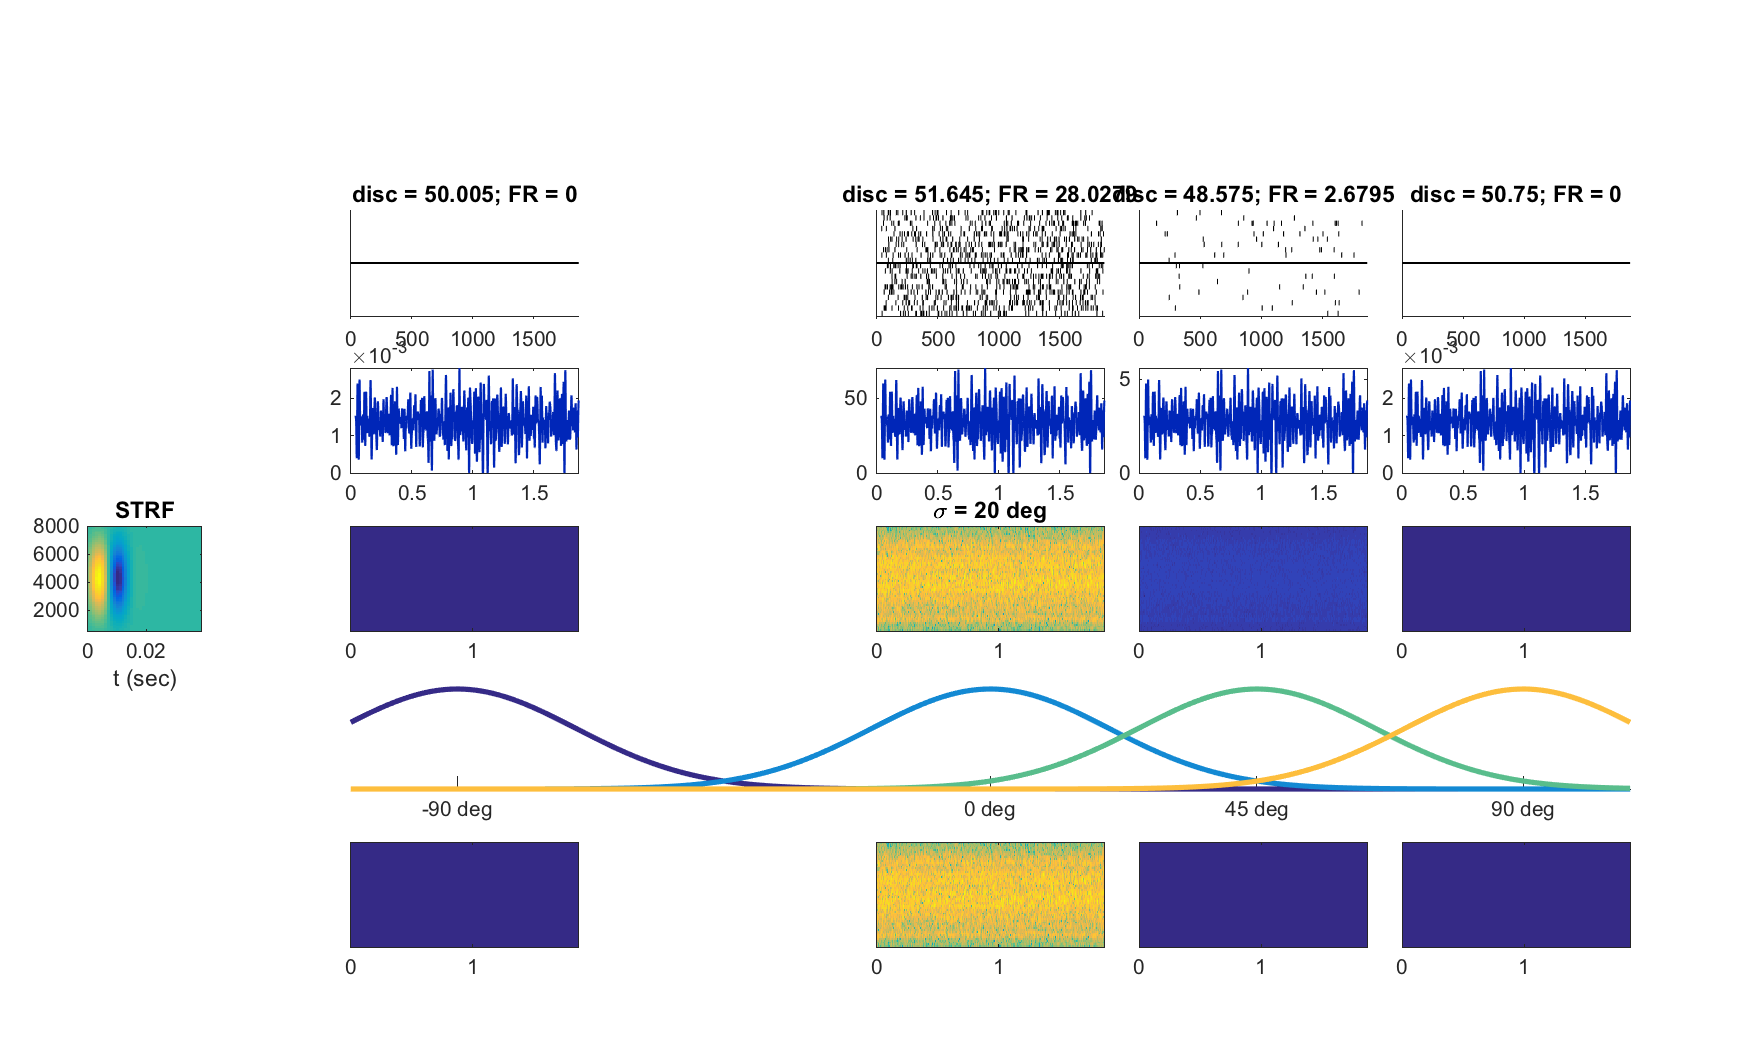 disc = 50.005; FR = 0
disc = 51.645; FR = 28.0279
disc = 48.575; FR = 2.6795
disc = 50.75; FR = 0
0 500 1000 1500
0 500 1000 1500
0 500 1000 1500
0 500 1000 1500
×10-3
2
1
0
0 0.5 1 1.5
50
0
0 0.5 1 1.5
5
0
0 0.5 1 1.5
×10-3
2
1
0
0 0.5 1 1.5
STRF
8000
6000
4000
2000
0 0.02
t (sec)
σ = 20 deg
0 1
0 1
0 1
0 1
-90 deg 0 deg 45 deg 90 deg
0 1
0 1
0 1
0 1